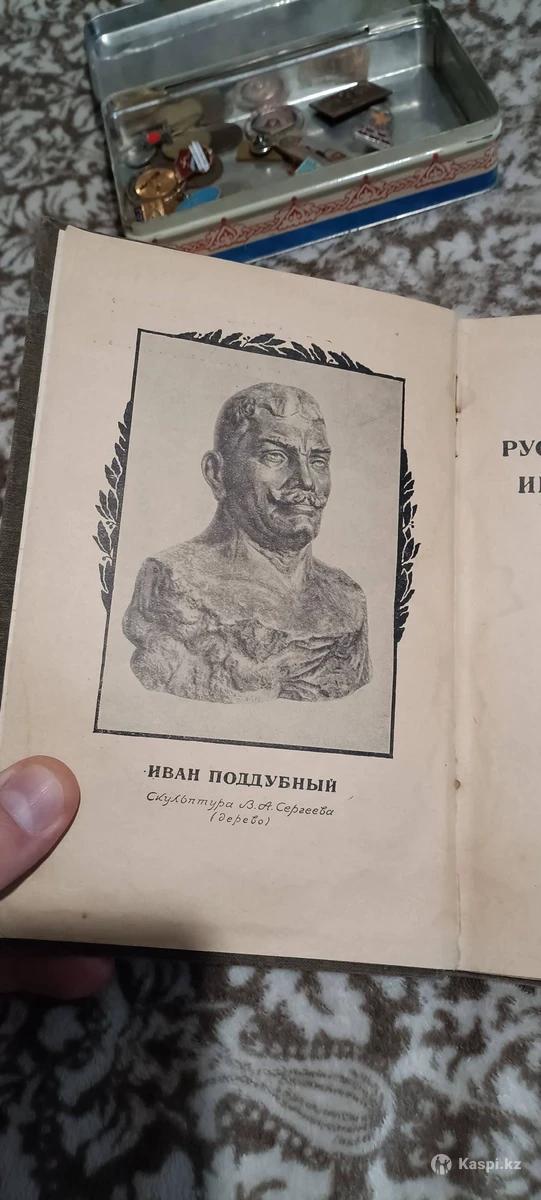 ИВАН ПОДДУБНЫЙ
Скульптура В. А. Сергеева
(дерево)
РУС
Kaspi.kz